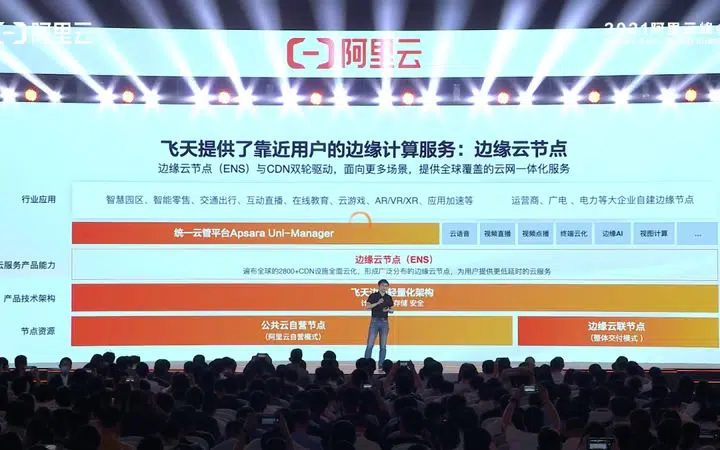 阿里云
2021阿里云峰会
阿里云
飞天提供了靠近用户的边缘计算服务：边缘云节点
边缘云节点（ENS）与CDN双轮驱动，面向更多场景，提供全球覆盖的云网一体化服务
行业应用
智慧园区、智能零售、交通出行、互动直播、在线教育、云游戏、AR/VR/XR、应用加速等
运营商、广电、电力等大企业自建边缘节点
统一云管平台Apsara Uni-Manager
云语音
视频直播
视频点播
终端云化
边缘AI
视图计算
...
云服务产品能力
边缘云节点（ENS）
遍布全球的2800+CDN设施全面云化，形成广泛分布的边缘云节点，为用户提供更低延时的云服务
产品技术架构
飞天 轻量化架构
存储 安全
节点资源
公共云自营节点
（阿里云自营模式）
边缘云联节点
（整体交付模式）